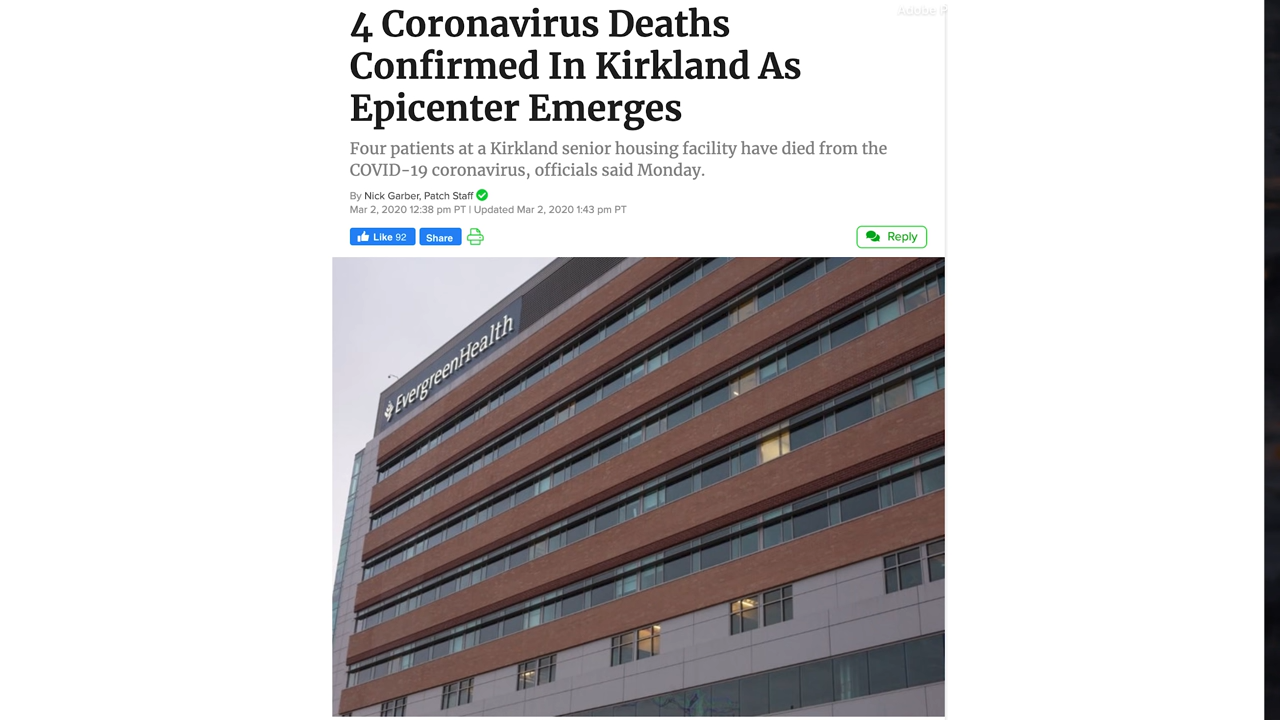 Adobe P
4 Coronavirus Deaths
Confirmed In Kirkland As
Epicenter Emerges
Four patients at a Kirkland senior housing facility have died from the
COVID-19 coronavirus, officials said Monday.
By Nick Garber, Patch Staff
Mar 2, 2020 12:38 pm PT | Updated Mar 2, 2020 1:43 pm PT
Like 92
Share
Reply
EvergreenHealth